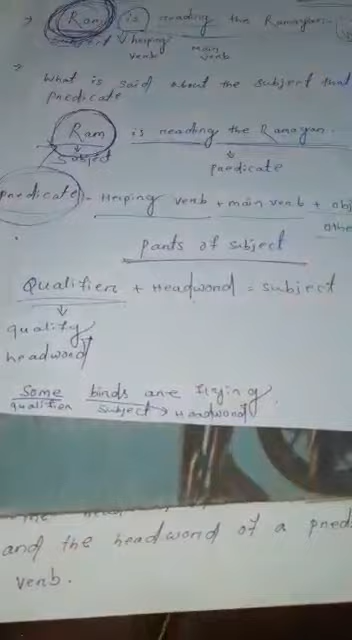 Ram is reading the Ramayan.
subject helping verb main verb
What is said about the subject that
predicate
Ram is reading the Ramayan.
subject
predicate
predicate - Helping verb + main verb + obj
othe
parts of subject
Qualifier + Headword = subject
qualify
headword
Some birds are flying.
qualifier subject → Headword
and the headword of a pred
verb.